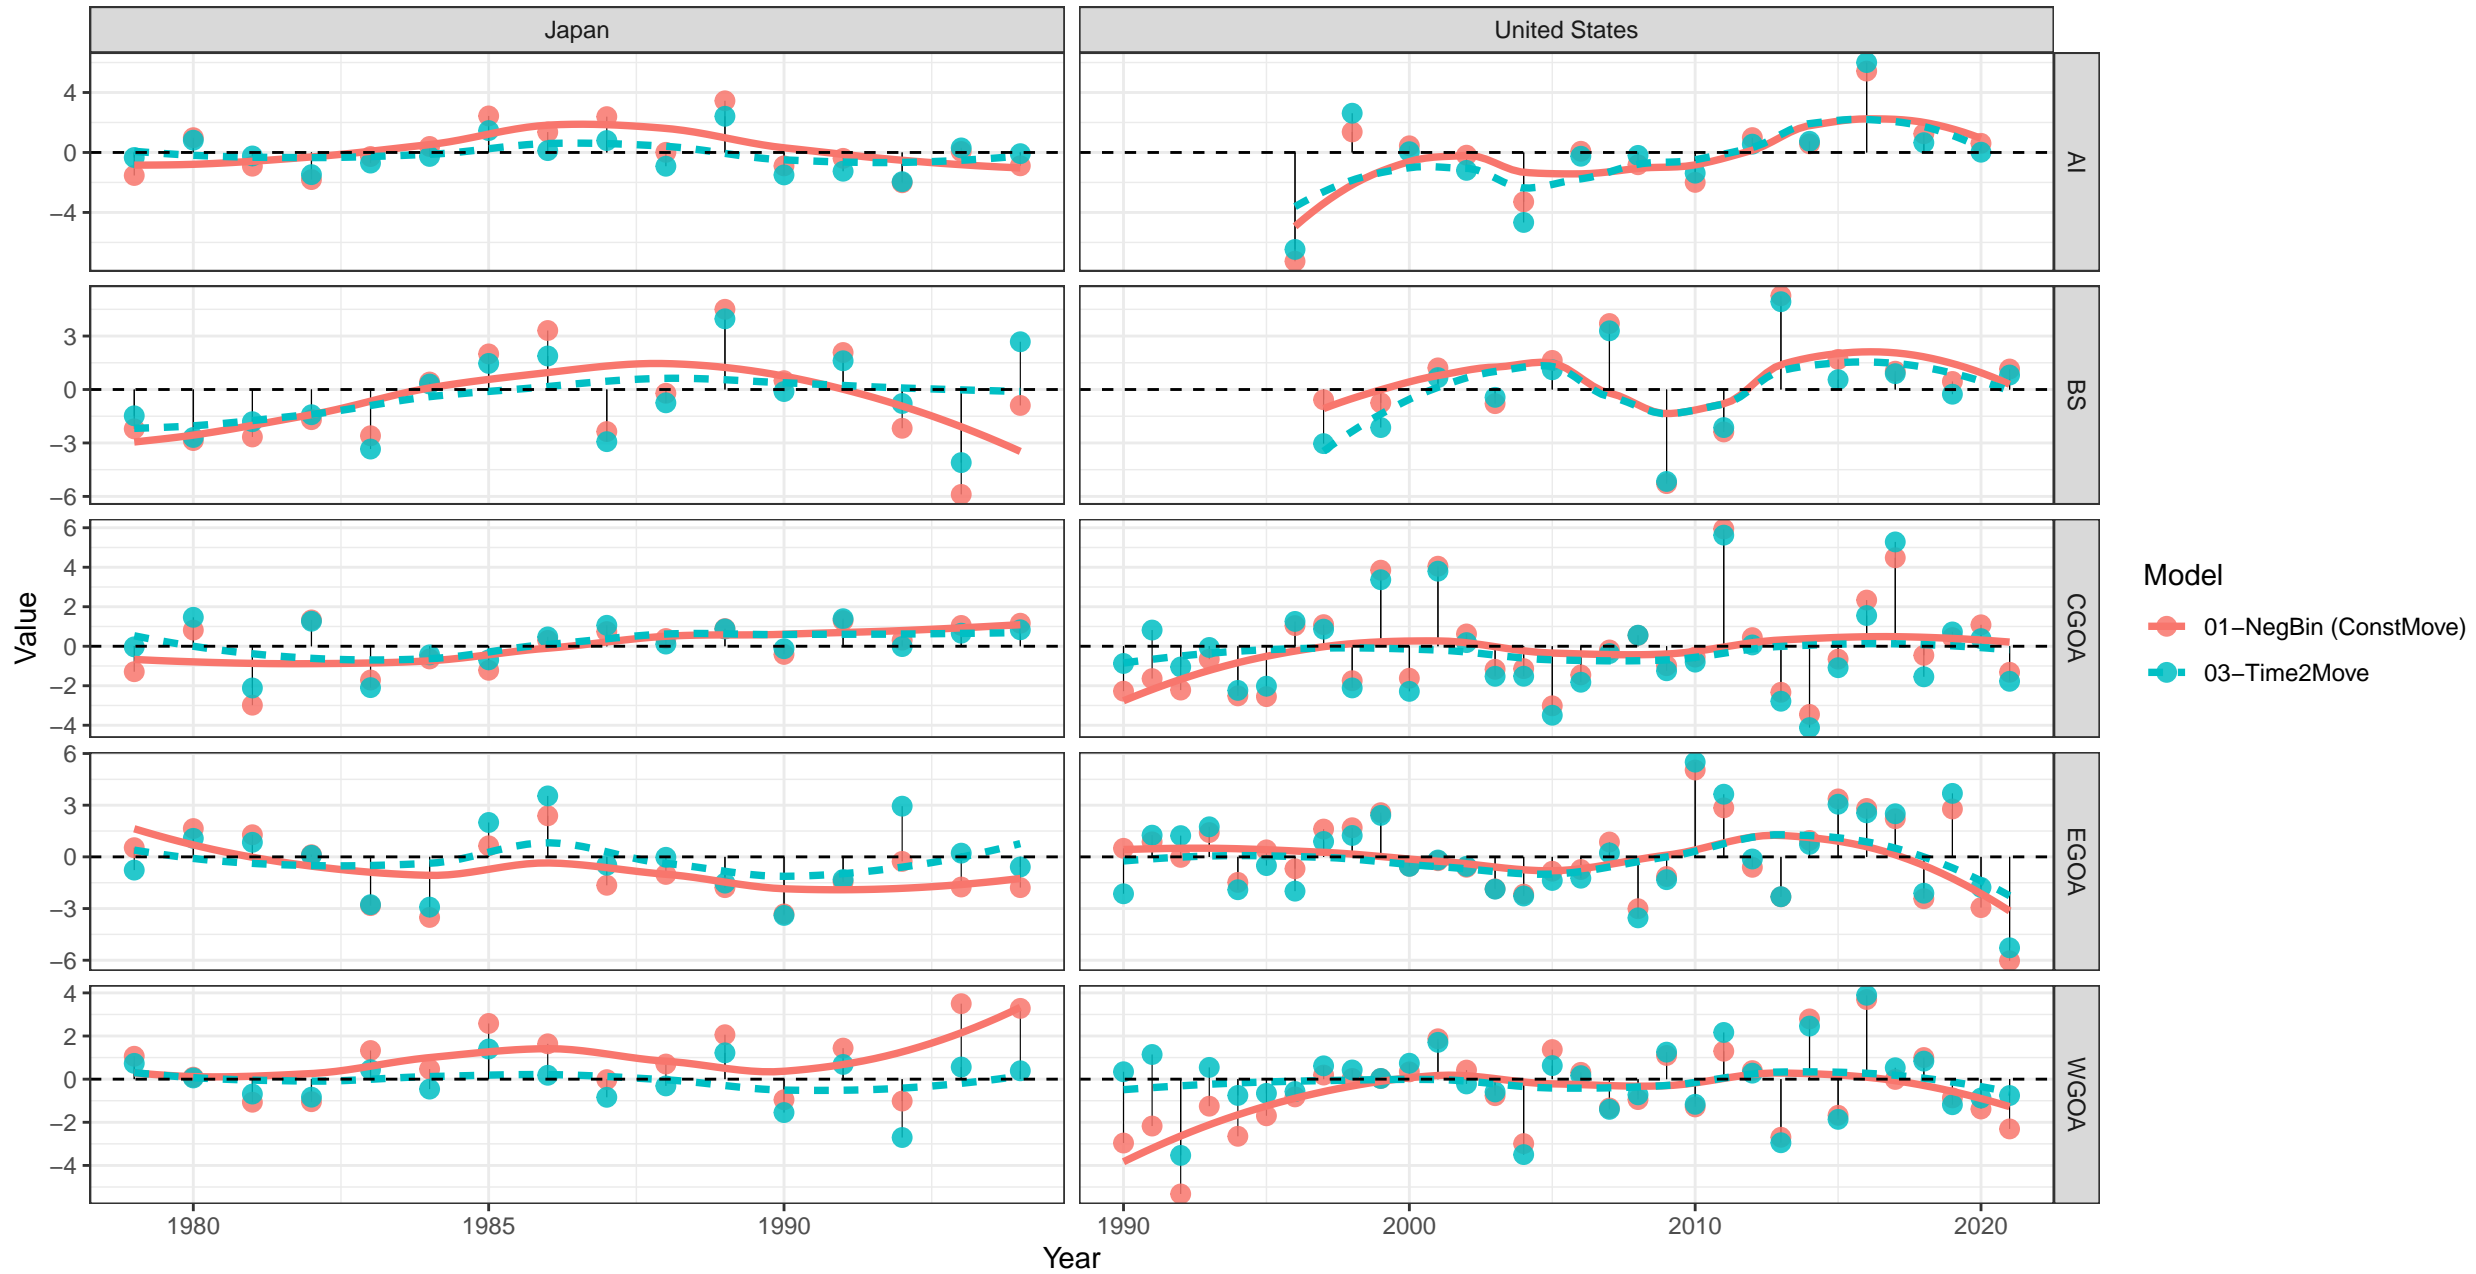 Japan
United States
4
0
−4
AI
3
0
−3
−6
BS
6
4
2
0
−2
−4
CGOA
6
3
0
−3
−6
EGOA
4
2
0
−2
−4
WGOA
1980
1985
1990
1990
2000
2010
2020
Year
Value
Model
01−NegBin (ConstMove)
03−Time2Move